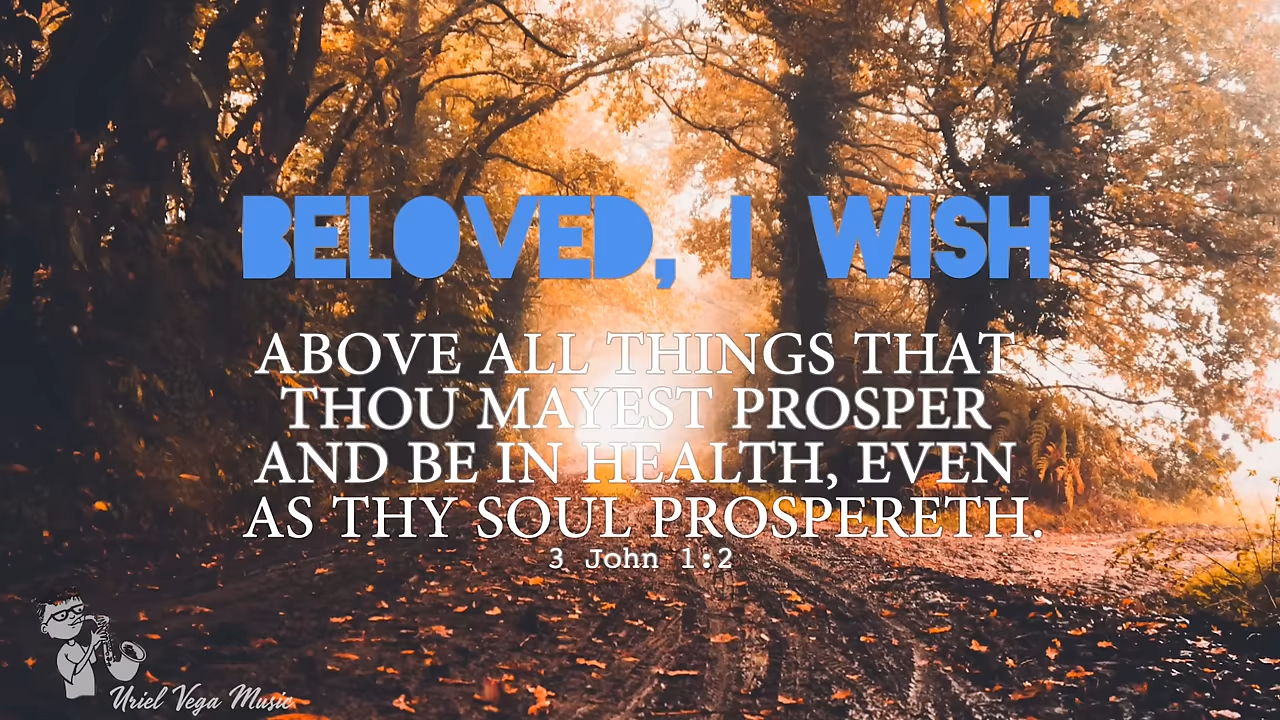 BELOVED, I WISH
ABOVE ALL THINGS THAT
THOU MAYEST PROSPER
AND BE IN HEALTH, EVEN
AS THY SOUL PROSPERETH.
3 John 1:2
Uriel Vega Music